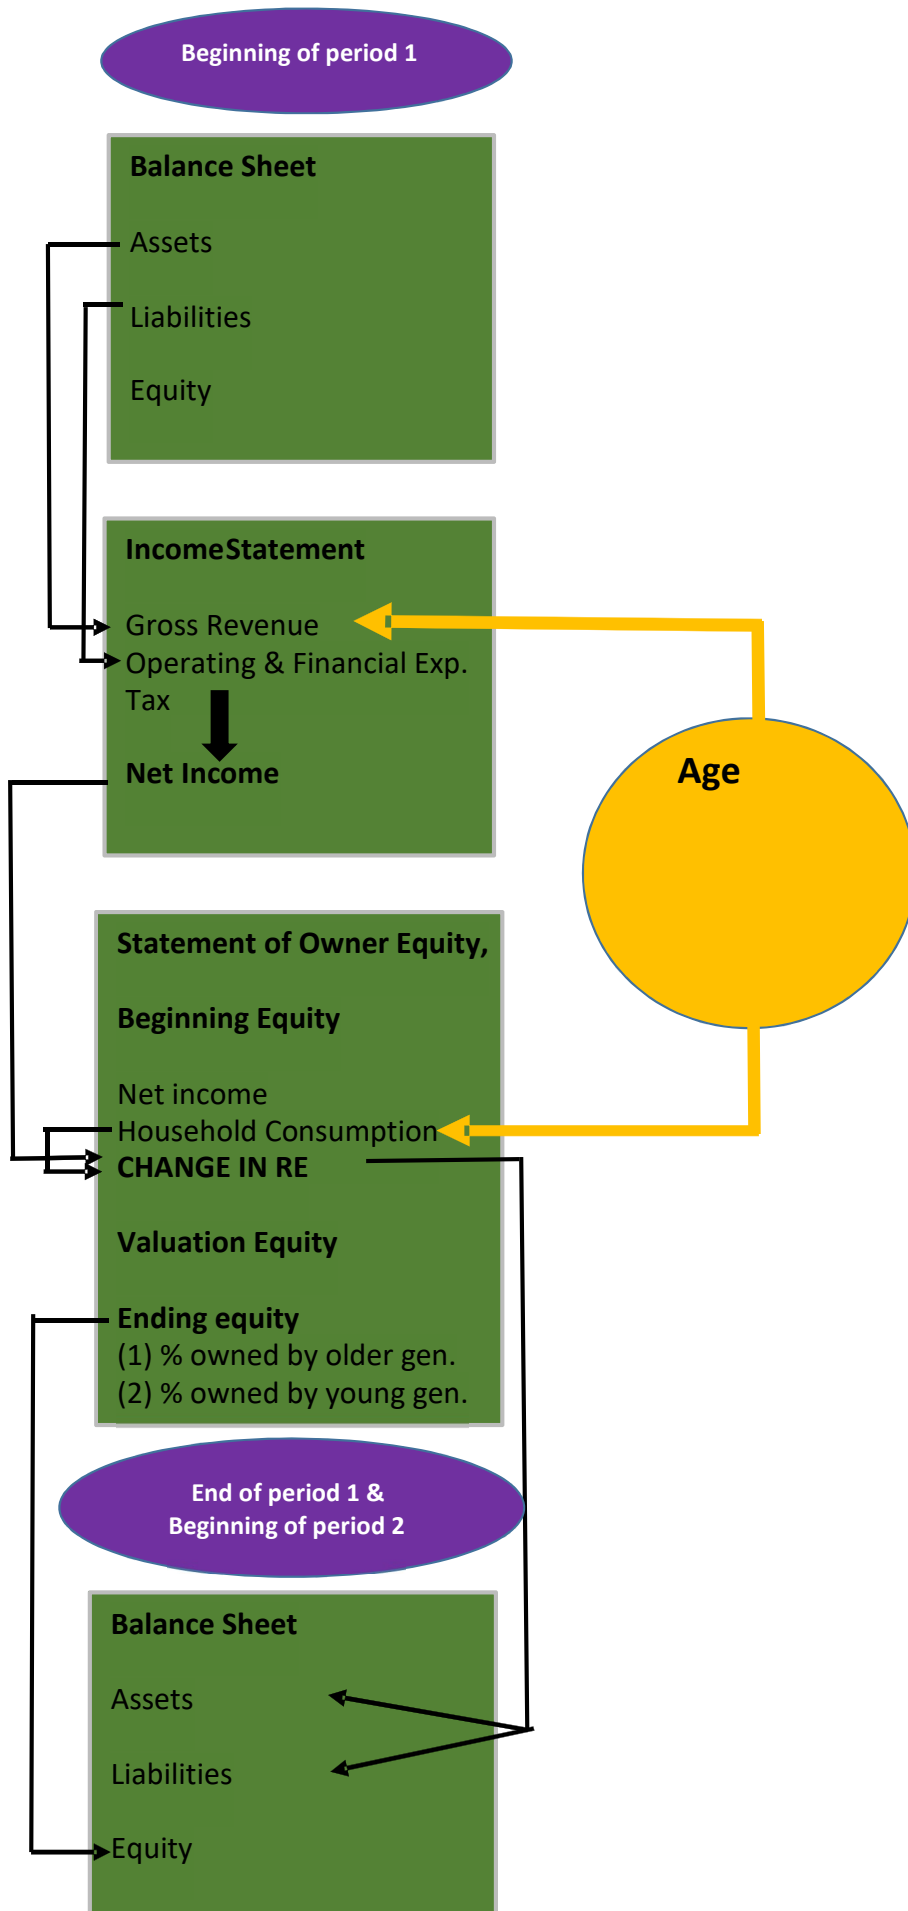 Beginning of period 1
Balance Sheet
Assets
Liabilities
Equity
IncomeStatement
Gross Revenue
Operating & Financial Exp.
Tax
Net Income
Age
Statement of Owner Equity,
Beginning Equity
Net income
Household Consumption
CHANGE IN RE
Valuation Equity
Ending equity
(1) % owned by older gen.
(2) % owned by young gen.
End of period 1 &
Beginning of period 2
Balance Sheet
Assets
Liabilities
Equity